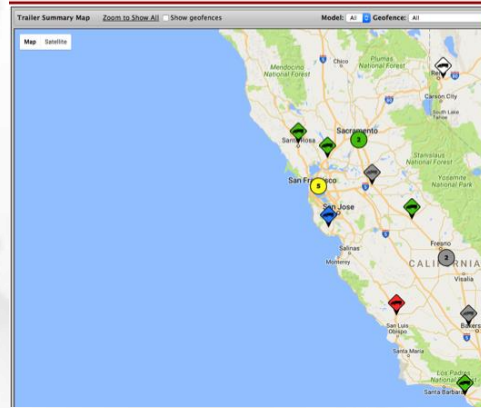 Trailer Summary Map Zoom to Show All Show geofences Model: All Geofence: All
Map Satellite
Mendocino
National Forest
Chico
Plumas
National Forest
Carson City
South Lake
Tahoe
Santa Rosa
Sacramento
3
Stanislaus
National Forest
Yosemite
National Park
San Francisco
5
San Jose
Salinas
Monterey
Fresno
2
CALIFORNIA
Visalia
San Luis
Obispo
Bakers
Santa Maria
Los Padres
National Forest
Santa Barbara